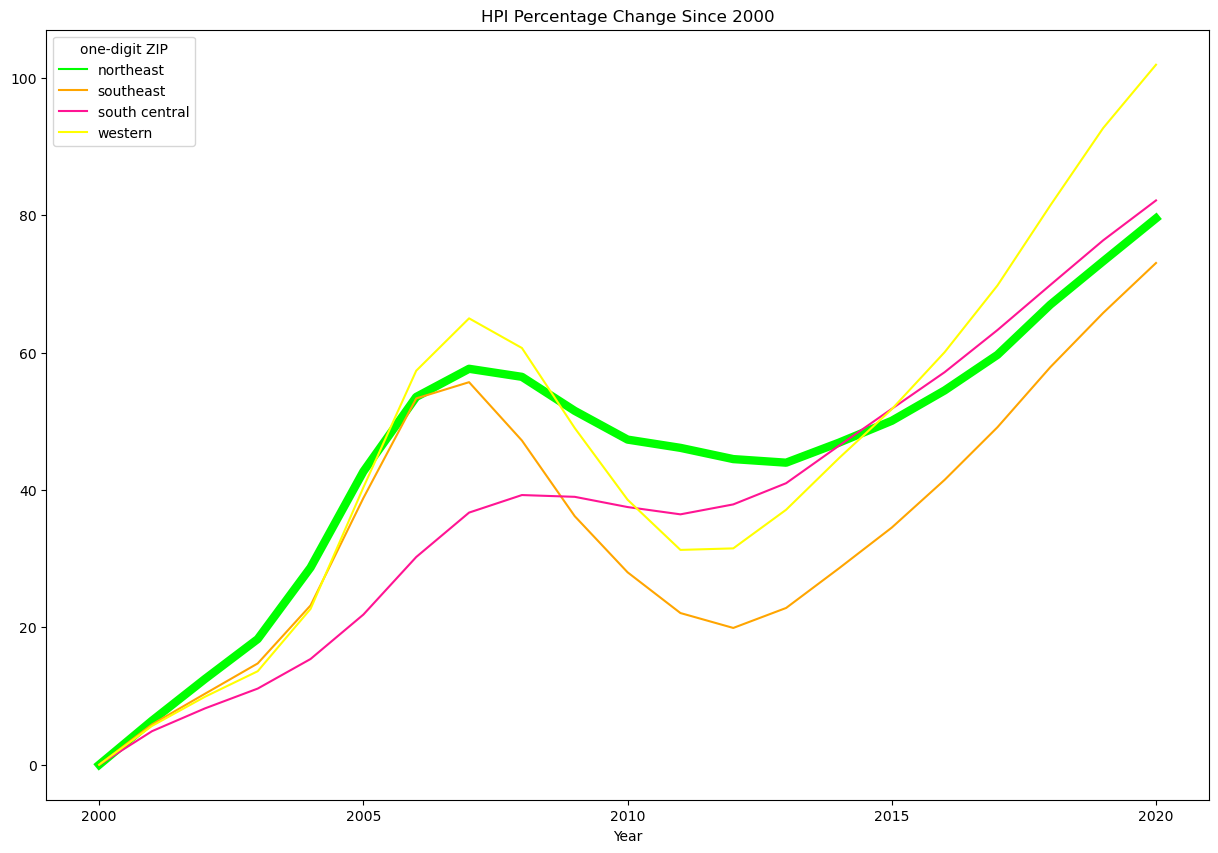 HPI Percentage Change Since 2000
one-digit ZIP
northeast
southeast
south central
western
100
80
60
40
20
0
2000 2005 2010 2015 2020
Year